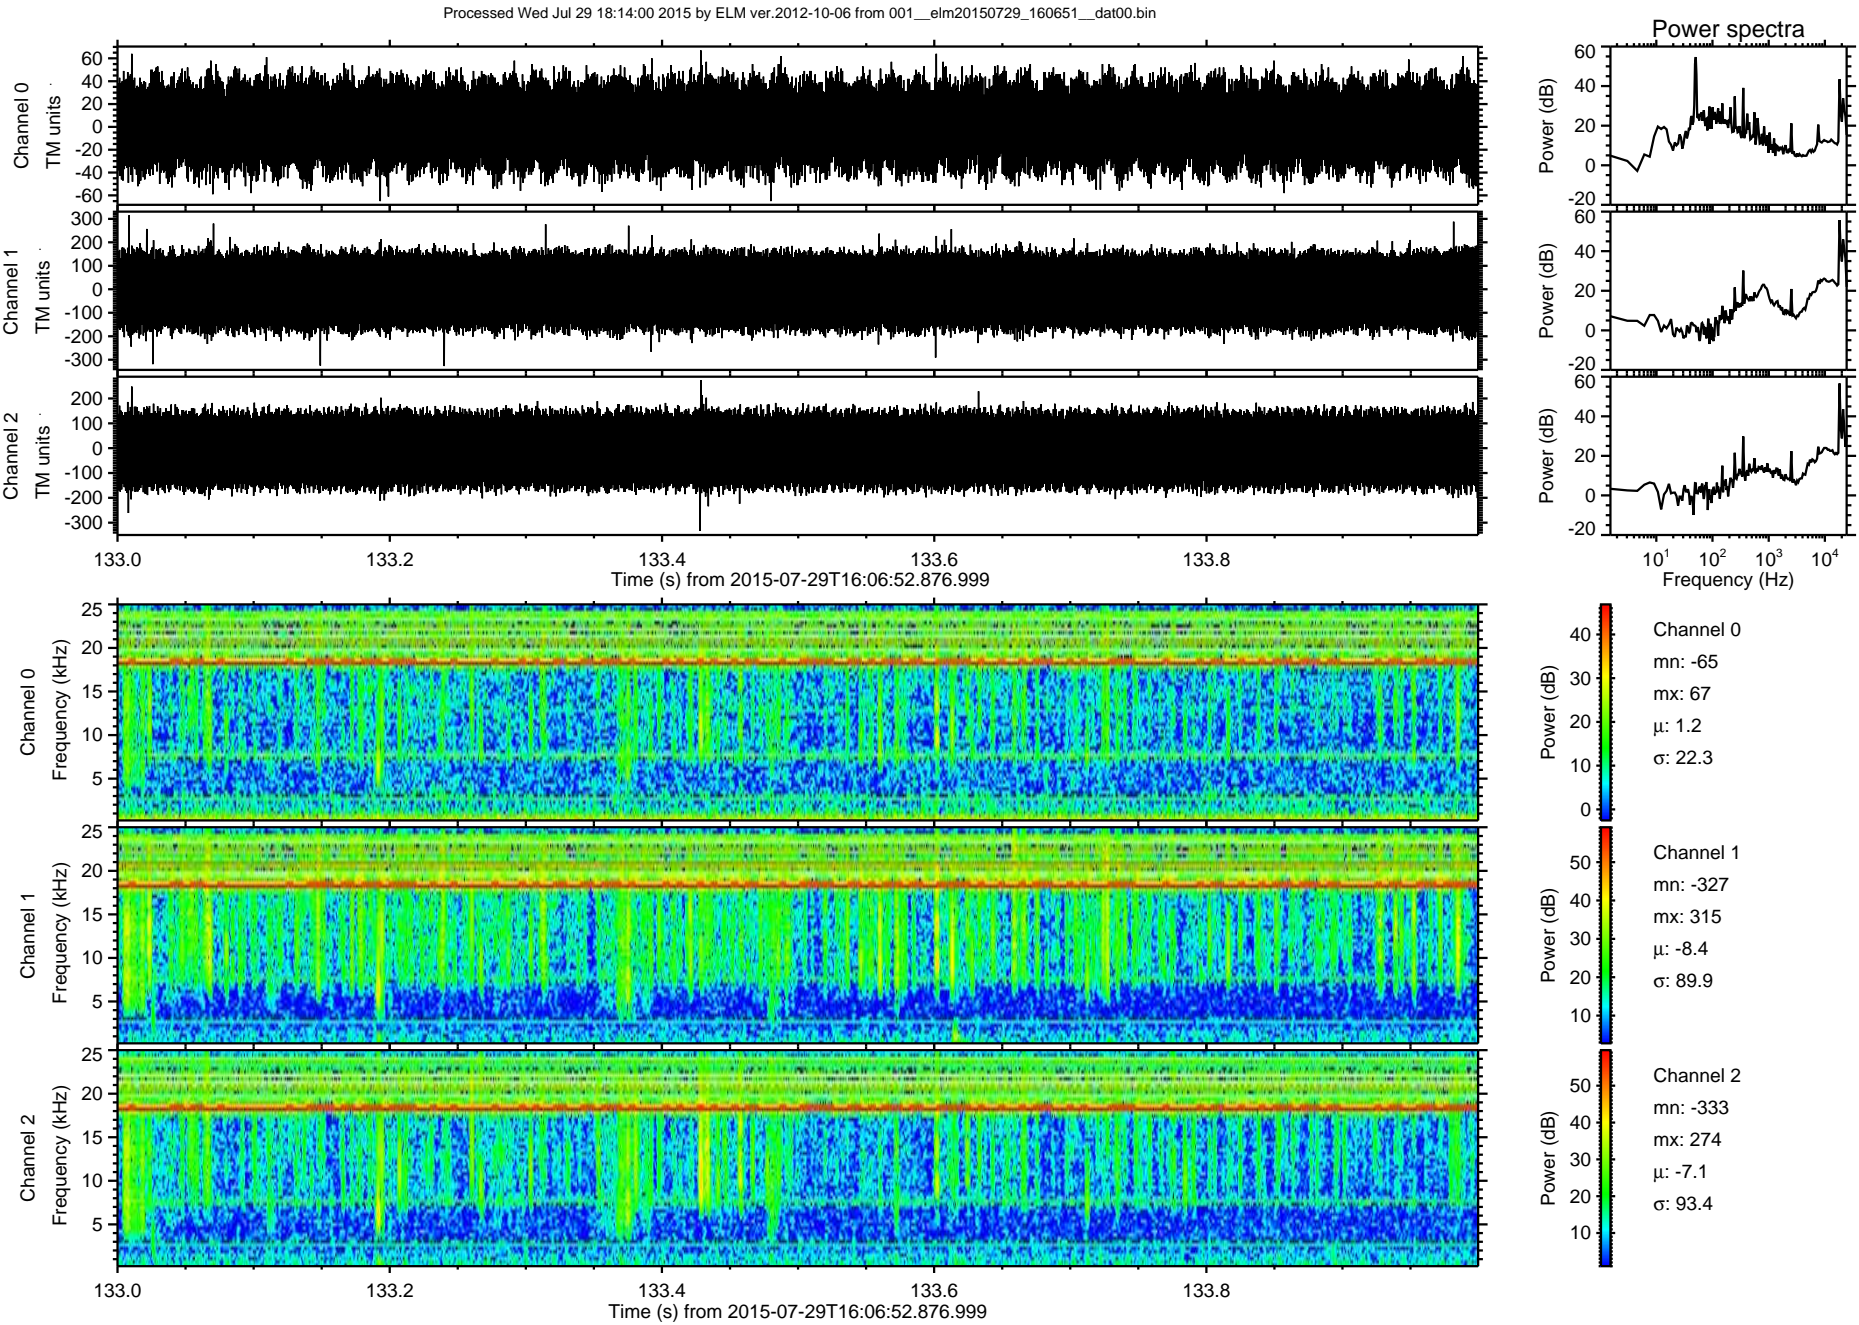 Processed Wed Jul 29 18:14:00 2015 by ELM ver.2012-10-06 from 001__elm20150729_160651__dat00.bin
Power spectra
Channel 0
TM units
60
40
20
0
-20
-40
-60
Power (dB)
60
40
20
0
-20
Channel 1
TM units
300
200
100
0
-100
-200
-300
Power (dB)
60
40
20
0
-20
Channel 2
TM units
200
100
0
-100
-200
-300
Power (dB)
60
40
20
0
-20
133.0 133.2 133.4 133.6 133.8
Time (s) from 2015-07-29T16:06:52.876.999
10^1 10^2 10^3 10^4
Frequency (Hz)
Channel 0
Frequency (kHz)
25
20
15
10
5
Power (dB)
40
30
20
10
0
Channel 0
mn: -65
mx: 67
μ: 1.2
σ: 22.3
Channel 1
Frequency (kHz)
25
20
15
10
5
Power (dB)
50
40
30
20
10
Channel 1
mn: -327
mx: 315
μ: -8.4
σ: 89.9
Channel 2
Frequency (kHz)
25
20
15
10
5
Power (dB)
50
40
30
20
10
Channel 2
mn: -333
mx: 274
μ: -7.1
σ: 93.4
133.0 133.2 133.4 133.6 133.8
Time (s) from 2015-07-29T16:06:52.876.999